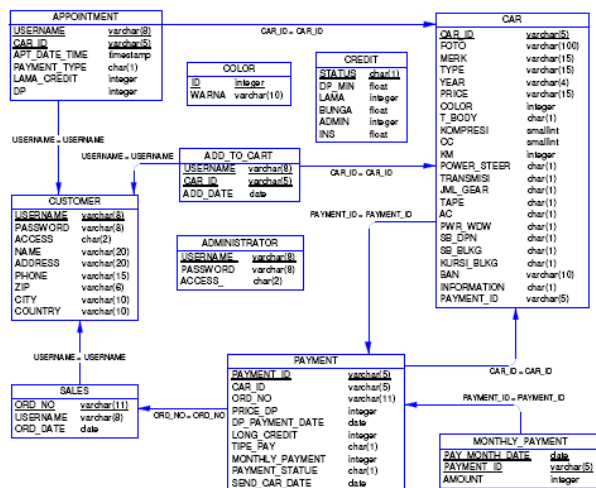 APPOINTMENT
USERNAME varchar(8)
CAR_ID varchar(5)
APT_DATE_TIME timestamp
PAYMENT_TYPE char(1)
LAMA_CREDIT integer
DP integer
CAR_ID = CAR_ID
COLOR
ID integer
WARNA varchar(10)
CREDIT
STATUS char(1)
DP_MIN float
LAMA integer
BUNGA float
ADMIN integer
INS float
CAR
CAR_ID varchar(5)
FOTO varchar(100)
MERK varchar(15)
TYPE varchar(15)
YEAR varchar(4)
PRICE varchar(15)
COLOR integer
T_BODY char(1)
KOMPRESI smallint
CC smallint
KM integer
POWER_STEER char(1)
TRANSMISI char(1)
JML_GEAR char(1)
TAPE char(1)
AC char(1)
PWR_WDW char(1)
SB_DPN char(1)
SB_BLKG char(1)
KURSI_BLKG char(1)
BAN varchar(10)
INFORMATION char(1)
PAYMENT_ID varchar(5)
USERNAME = USERNAME
USERNAME = USERNAME
ADD_TO_CART
USERNAME varchar(8)
CAR_ID varchar(5)
ADD_DATE date
CAR_ID = CAR_ID
CUSTOMER
USERNAME varchar(8)
PASSWORD varchar(8)
ACCESS char(2)
NAME varchar(20)
ADDRESS varchar(20)
PHONE varchar(15)
ZIP varchar(6)
CITY varchar(10)
COUNTRY varchar(10)
PAYMENT_ID = PAYMENT_ID
ADMINISTRATOR
USERNAME_ varchar(8)
PASSWORD varchar(8)
ACCESS_ char(2)
USERNAME = USERNAME
PAYMENT
PAYMENT_ID varchar(5)
CAR_ID varchar(5)
ORD_NO varchar(11)
PRICE_DP integer
DP_PAYMENT_DATE date
LONG_CREDIT integer
TIPE_PAY char(1)
MONTHLY_PAYMENT integer
PAYMENT_STATUE char(1)
SEND_CAR_DATE date
CAR_ID = CAR_ID
SALES
ORD_NO varchar(11)
USERNAME varchar(8)
ORD_DATE date
ORD_NO = ORD_NO
PAYMENT_ID = PAYMENT_ID
MONTHLY_PAYMENT
PAY_MONTH_DATE date
PAYMENT_ID varchar(5)
AMOUNT integer